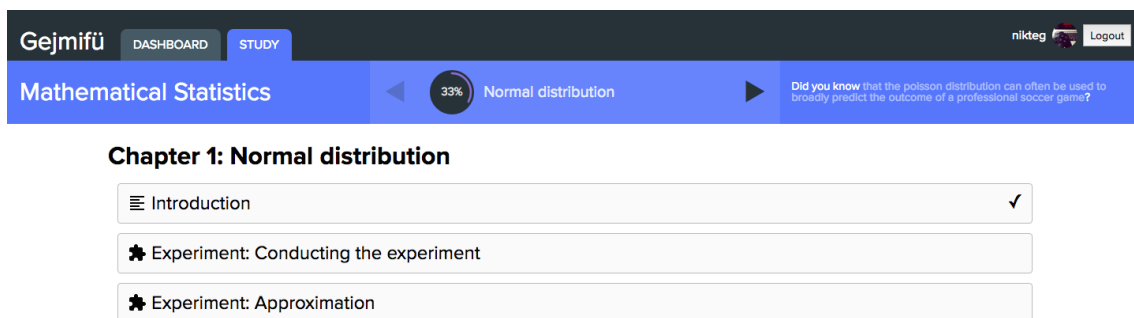 Gejmifü DASHBOARD STUDY nikteg Logout
Mathematical Statistics 33% Normal distribution Did you know that the poisson distribution can often be used to
broadly predict the outcome of a professional soccer game?
Chapter 1: Normal distribution
Introduction
Experiment: Conducting the experiment
Experiment: Approximation